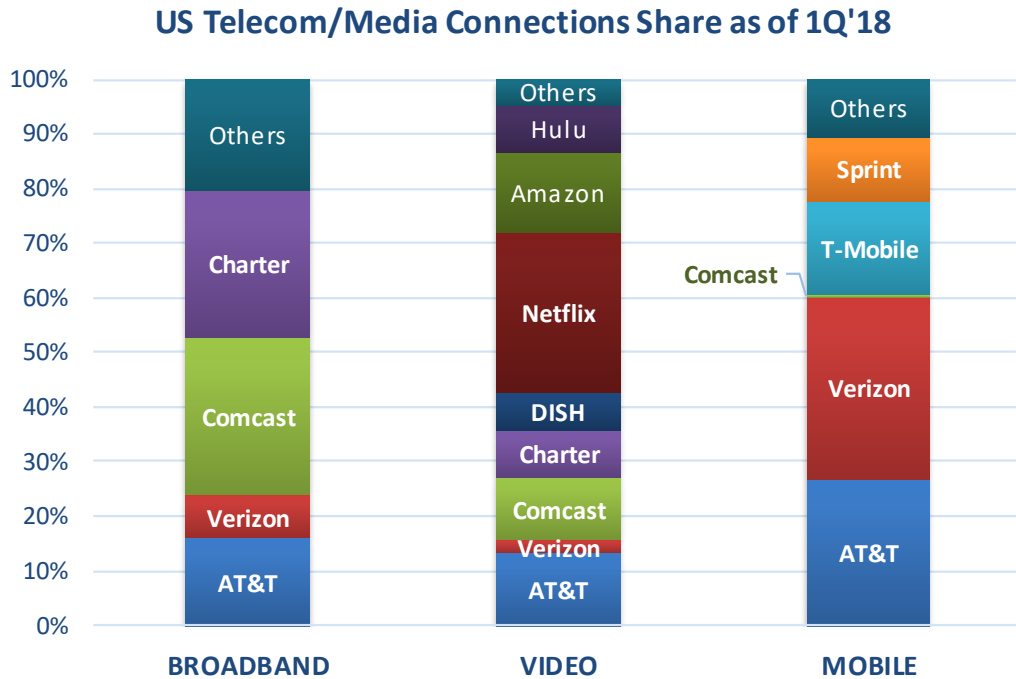 US Telecom/Media Connections Share as of 1Q'18
100%
90%
80%
70%
60%
50%
40%
30%
20%
10%
0%
Others
Charter
Comcast
Verizon
AT&T
Others
Hulu
Amazon
Netflix
DISH
Charter
Comcast
Verizon
AT&T
Others
Sprint
T-Mobile
Comcast
Verizon
AT&T
BROADBAND
VIDEO
MOBILE